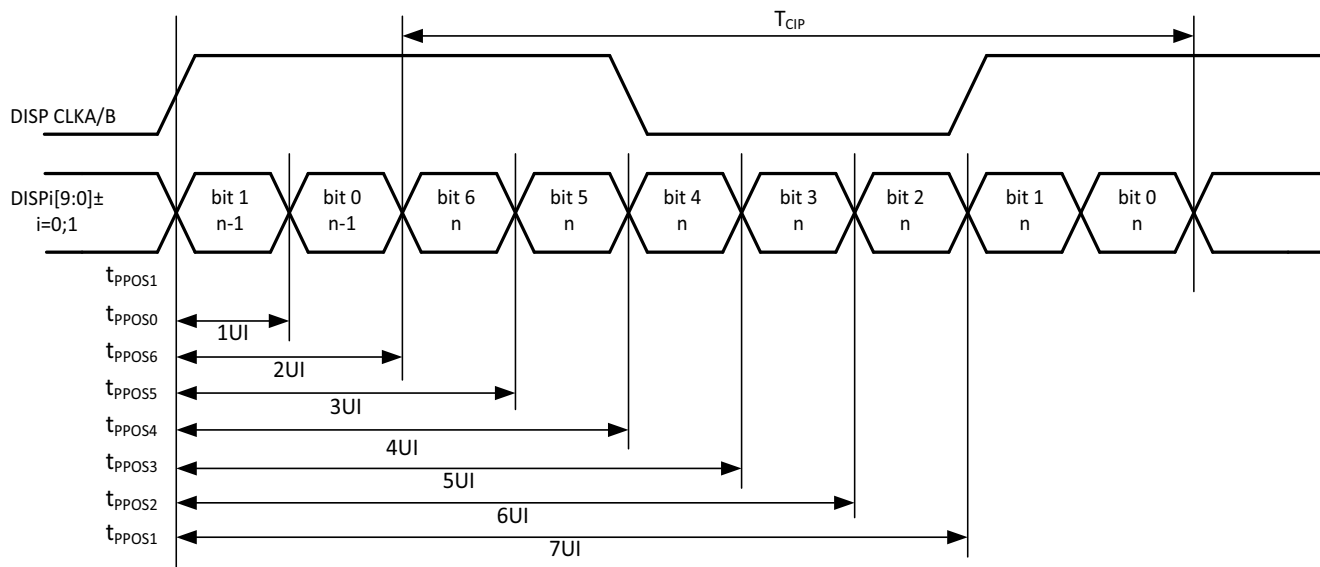 T_CIP
DISP CLKA/B
DISPi[9:0]±
i=0;1
bit 1
n-1
bit 0
n-1
bit 6
n
bit 5
n
bit 4
n
bit 3
n
bit 2
n
bit 1
n
bit 0
n
t_PPOS1
t_PPOS0
1UI
t_PPOS6
2UI
t_PPOS5
3UI
t_PPOS4
4UI
t_PPOS3
5UI
t_PPOS2
6UI
t_PPOS1
7UI